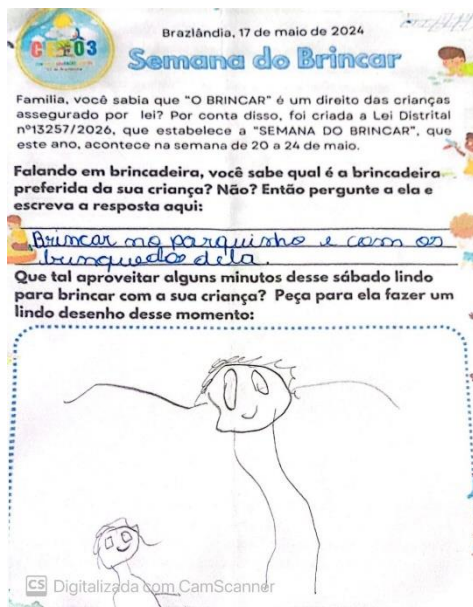 Brazlândia, 17 de maio de 2024
Semana do Brincar
Família, você sabia que "O BRINCAR" é um direito das crianças
assegurado por lei? Por conta disso, foi criada a Lei Distrital
nº13257/2026, que estabelece a "SEMANA DO BRINCAR", que
este ano, acontece na semana de 20 a 24 de maio.
Falando em brincadeira, você sabe qual é a brincadeira
preferida da sua criança? Não? Então pergunte a ela e
escreva a resposta aqui:
Brincar no parquinho e com os
brinquedos dela.
Que tal aproveitar alguns minutos desse sábado lindo
para brincar com a sua criança? Peça para ela fazer um
lindo desenho desse momento:
CS Digitalizada com CamScanner